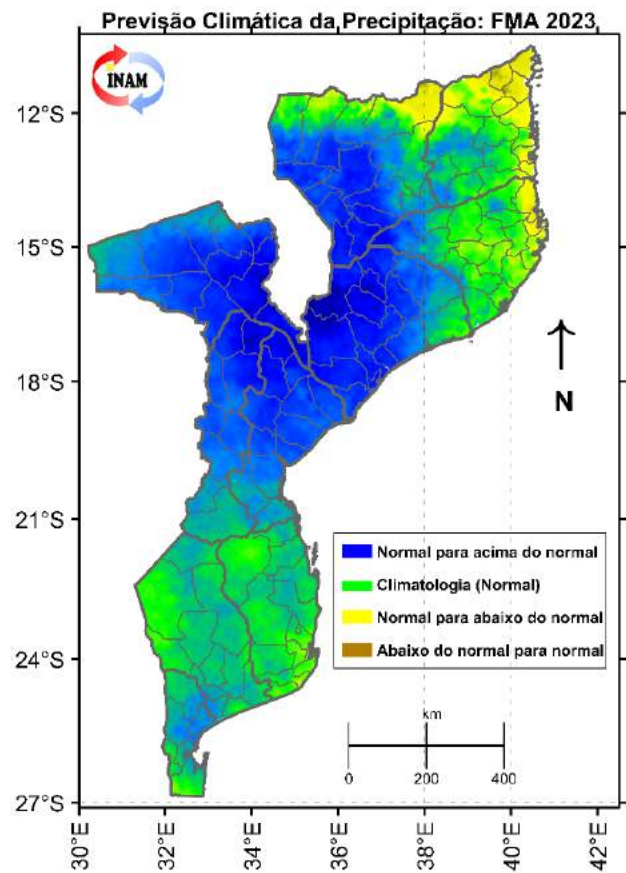 Previsão Climática da Precipitação: FMA 2023
INAM
12°S
15°S
18°S
21°S
24°S
27°S
N
Normal para acima do normal
Climatologia (Normal)
Normal para abaixo do normal
Abaixo do normal para normal
km
0 200 400
30°E 32°E 34°E 36°E 38°E 40°E 42°E